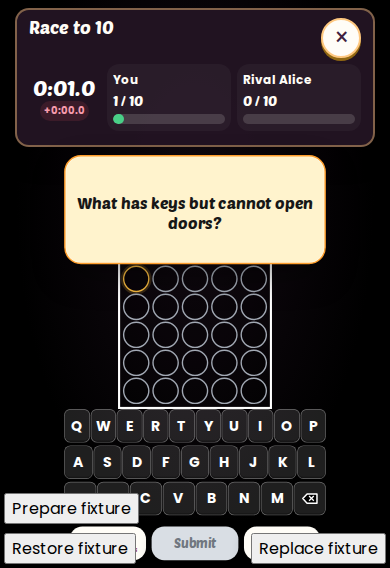 Race to 10
×
0:01.0
+0:00.0
You
1 / 10
Rival Alice
0 / 10
What has keys but cannot open
doors?
Q W E R T Y U I O P
A S D F G H J K L
C V B N M
Prepare fixture
Restore fixture
Submit
Replace fixture